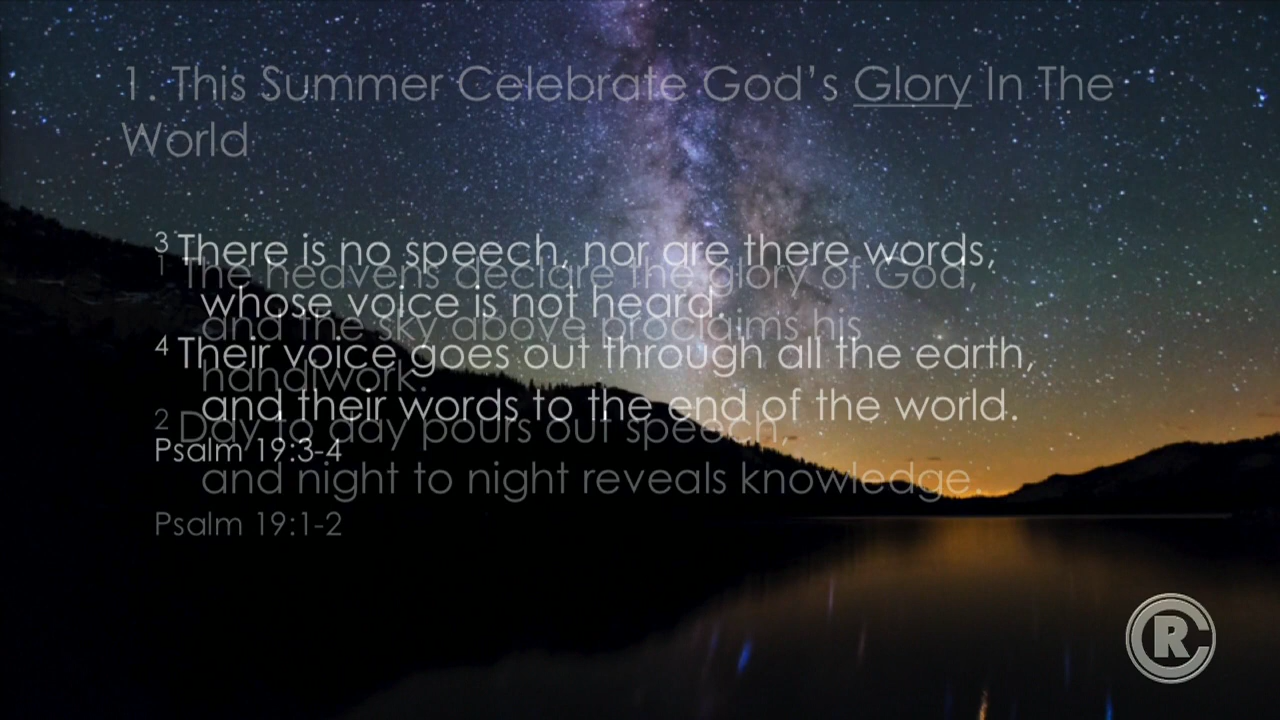 1. This Summer Celebrate God’s Glory In The
World
3 There is no speech, nor are there words,
whose voice is not heard.
4 Their voice goes out through all the earth,
and their words to the end of the world.
Psalm 19:3-4
1 The heavens declare the glory of God,
and the sky above proclaims his
handiwork.
2 Day to day pours out speech,
and night to night reveals knowledge.
Psalm 19:1-2
R